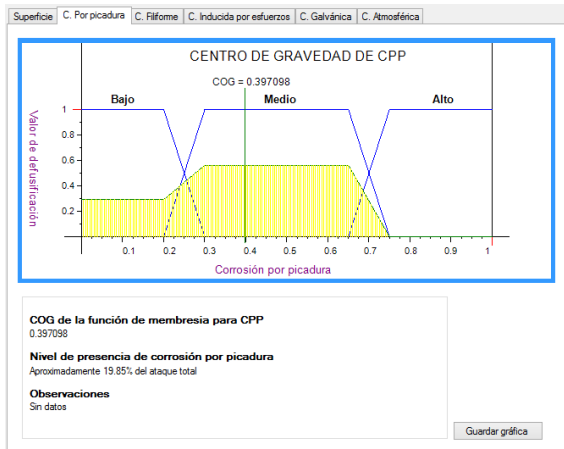 Superficie C. Por picadura C. Filiforme C. Inducida por esfuerzos C. Galvánica C. Atmosférica
CENTRO DE GRAVEDAD DE CPP
COG = 0.397098
Bajo Medio Alto
1
0.8
0.6
0.4
0.2
Valor de defusificación
0.1 0.2 0.3 0.4 0.5 0.6 0.7 0.8 0.9 1
Corrosión por picadura
COG de la función de membresia para CPP
0.397098
Nivel de presencia de corrosión por picadura
Aproximadamente 19.85% del ataque total
Observaciones
Sin datos
Guardar gráfica